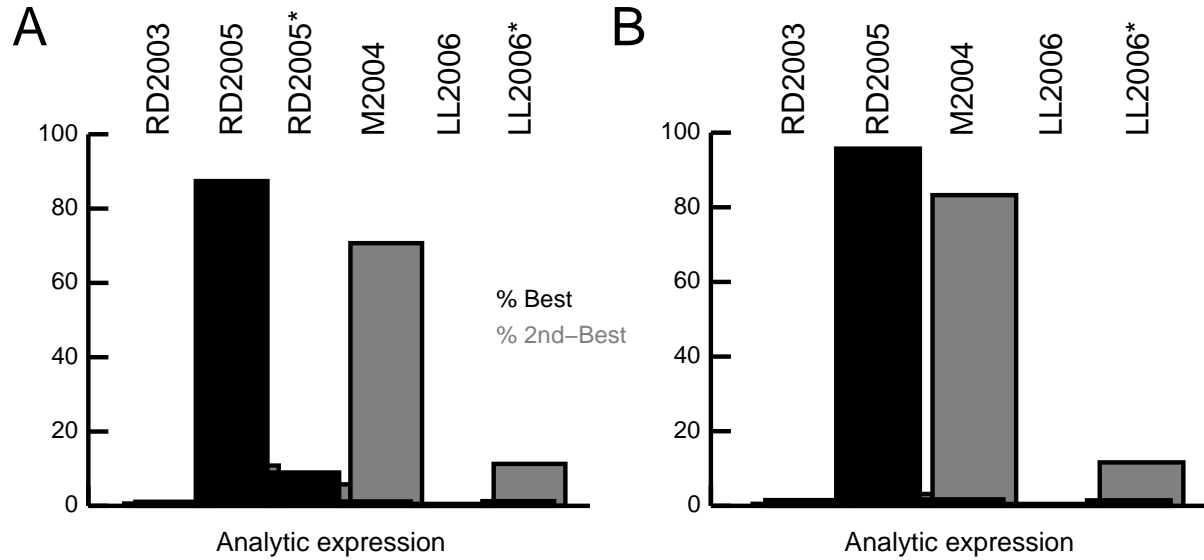 A
RD2003
RD2005
RD2005*
M2004
LL2006
LL2006*
100
80
60
40
20
0
% Best
% 2nd−Best
Analytic expression
B
RD2003
RD2005
M2004
LL2006
LL2006*
100
80
60
40
20
0
Analytic expression